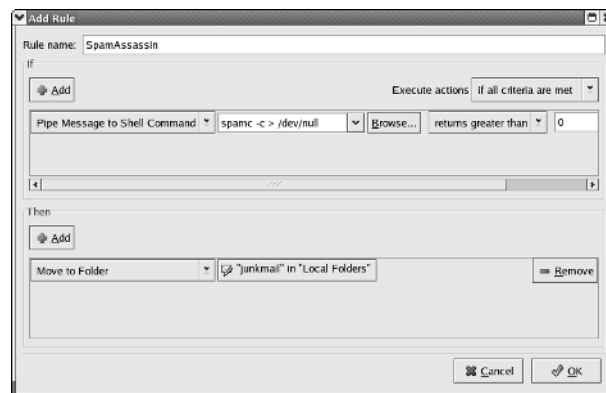 Add Rule
Rule name: SpamAssassin
If
Add
Execute actions if all criteria are met
Pipe Message to Shell Command spamc -c > /dev/null Browse... returns greater than 0
Then
Add
Move to Folder "junkmail" in "Local Folders" Remove
Cancel OK